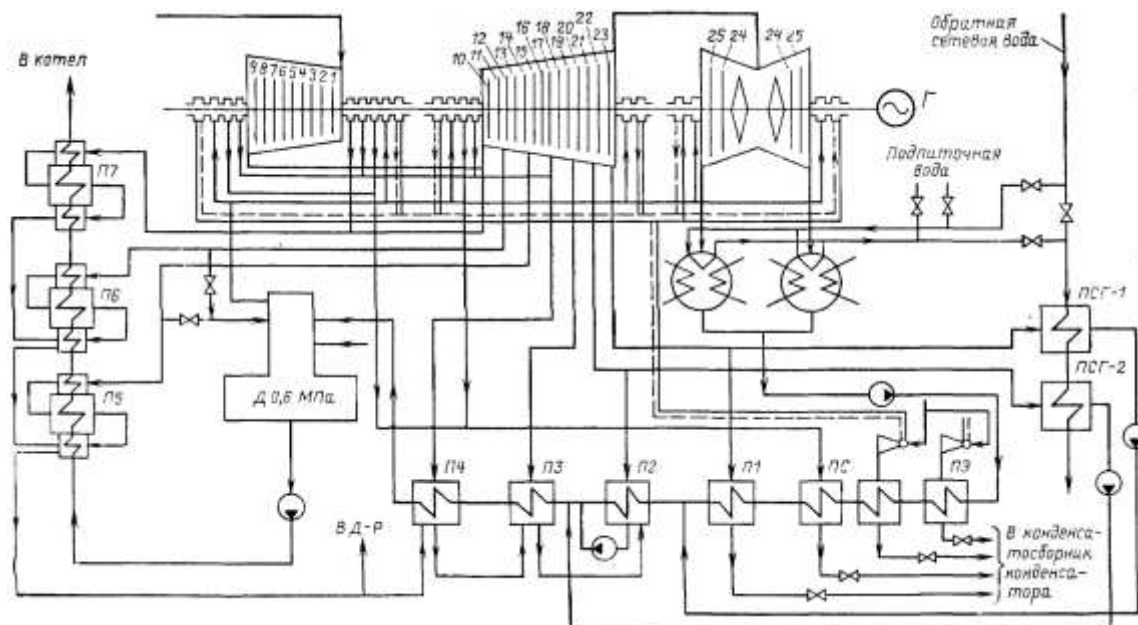 Обратная
сетевая вода
В котел
9 8 7 6 5 4 3 2 1
10 11 12 13 14 15 16 17 18 19 20 21 22 23
25 24 24 25
Г
Подпиточная
вода
П7
П6
П5
Д 0,6 МПа
ПСГ-1
ПСГ-2
П4 П3 П2 П1 ПС ПЭ
В Д-Р
В конденса-
тосборник
конденса-
тора